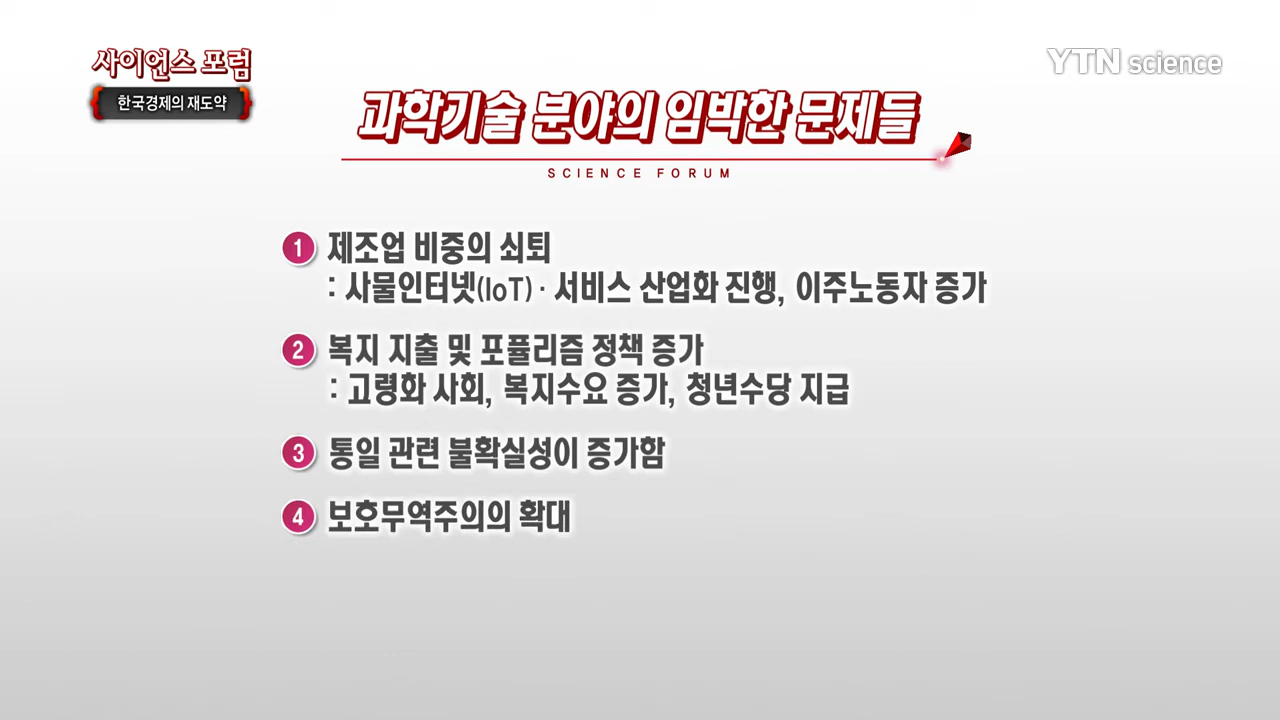 사이언스 포럼
한국경제의 재도약
YTN science
과학기술 분야의 임박한 문제들
SCIENCE FORUM
1 제조업 비중의 쇠퇴
: 사물인터넷(IoT)·서비스 산업화 진행, 이주노동자 증가
2 복지 지출 및 포퓰리즘 정책 증가
: 고령화 사회, 복지수요 증가, 청년수당 지급
3 통일 관련 불확실성이 증가함
4 보호무역주의의 확대